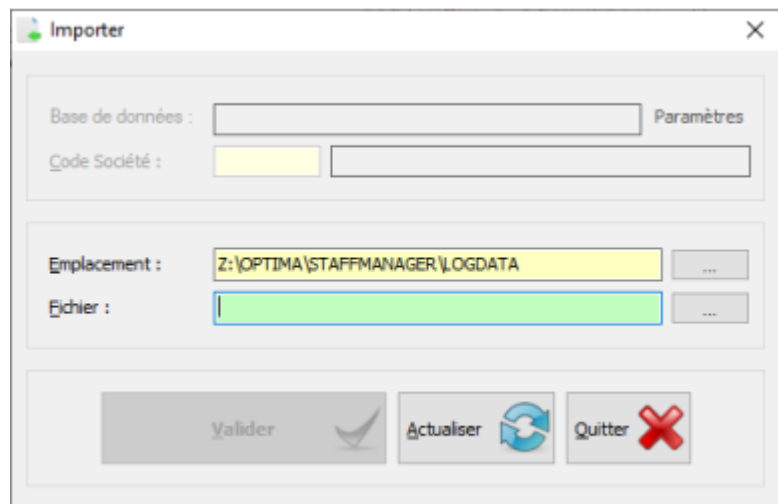 Importer
Base de données : Paramètres
Code Société :
Emplacement : Z:\OPTIMA\STAFFMANAGER\LOGDATA ...
Fichier : ...
Valider Actualiser Quitter